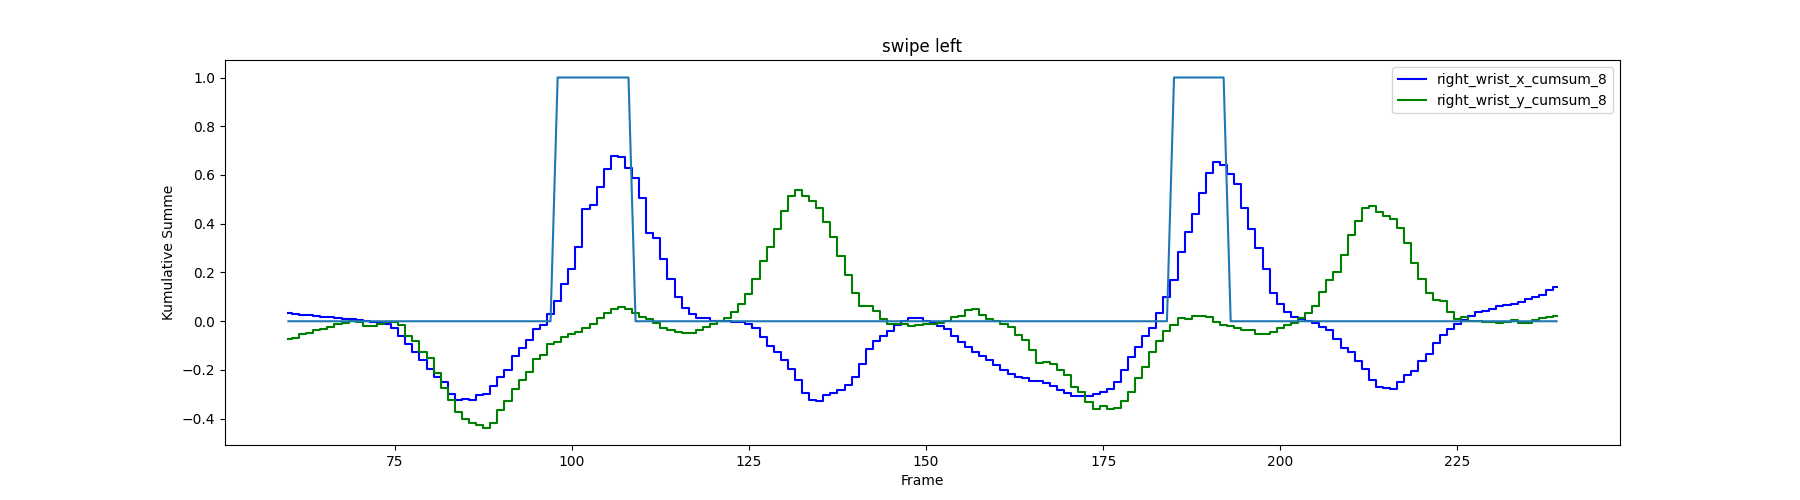 swipe left
right_wrist_x_cumsum_8
right_wrist_y_cumsum_8
Kumulative Summe
1.0
0.8
0.6
0.4
0.2
0.0
−0.2
−0.4
75 100 125 150 175 200 225
Frame